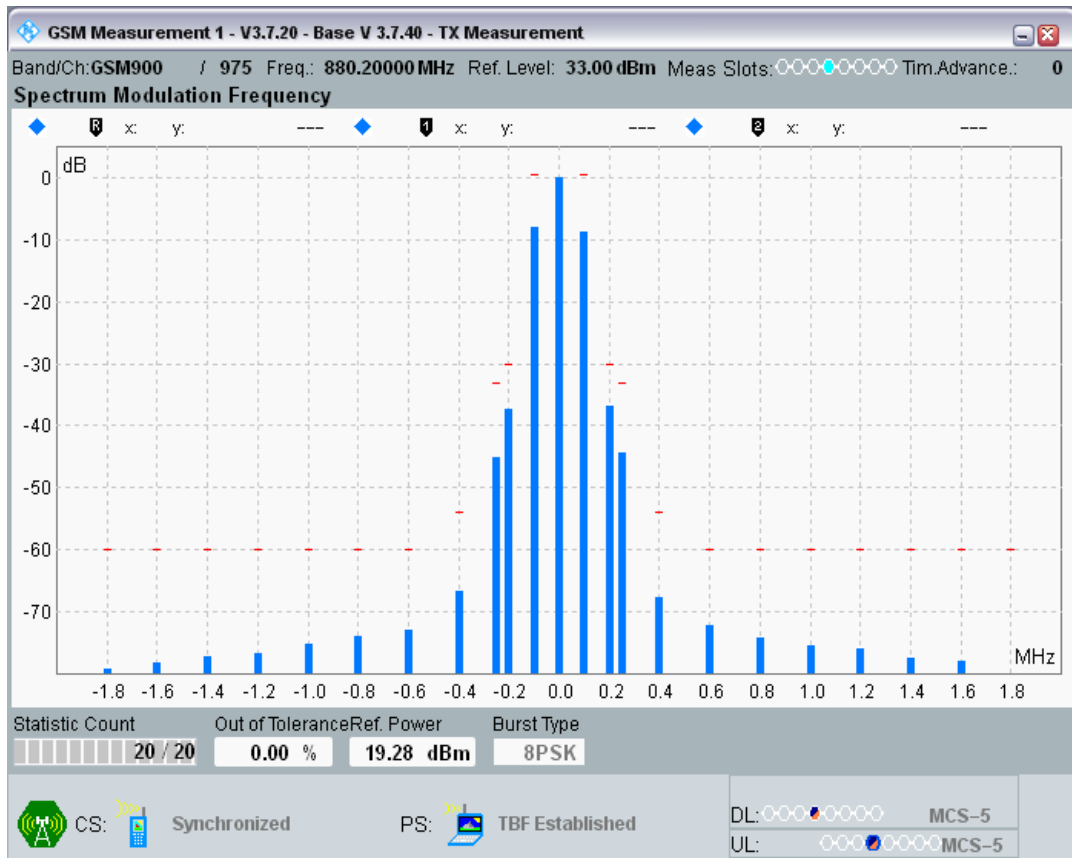 GSM Measurement 1 - V3.7.20 - Base V 3.7.40 - TX Measurement
Band/Ch:GSM900 / 975 Freq.: 880.20000 MHz Ref. Level: 33.00 dBm Meas Slots: Tim.Advance.: 0
Spectrum Modulation Frequency
R x: y: --- 1 x: y: --- 2 x: y: ---
dB
0
-10
-20
-30
-40
-50
-60
-70
MHz
-1.8 -1.6 -1.4 -1.2 -1.0 -0.8 -0.6 -0.4 -0.2 0.0 0.2 0.4 0.6 0.8 1.0 1.2 1.4 1.6 1.8
Statistic Count Out of Tolerance Ref. Power Burst Type
20 / 20 0.00 % 19.28 dBm 8PSK
CS: Synchronized PS: TBF Established DL: MCS-5
UL: MCS-5